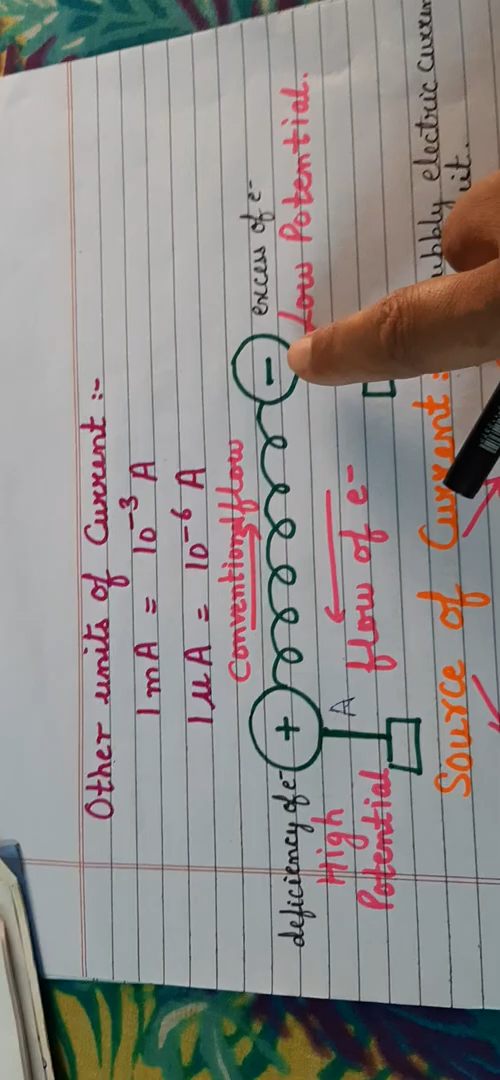 Other units of Current :-
1 mA = 10-3 A
1 μA = 10-6 A
Conventional flow
deficiency of e- + - excess of e-
High Potential
A
Low Potential.
flow of e-
Source of Current :
electric current
it.